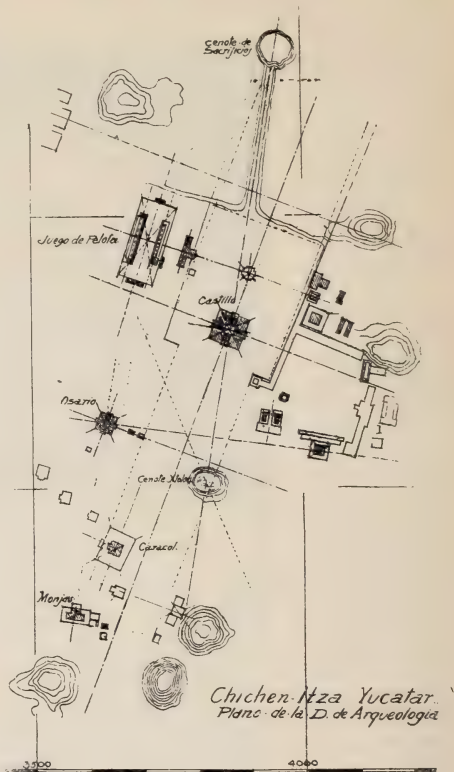 Cenote de
Sacrificios
Juego de Pelota
Castillo
Osario
Cenote Xtoloc
Caracol.
Monjas
Chichen-Itza Yucatan..
Plano de la D. de Arqueología
3500
4000